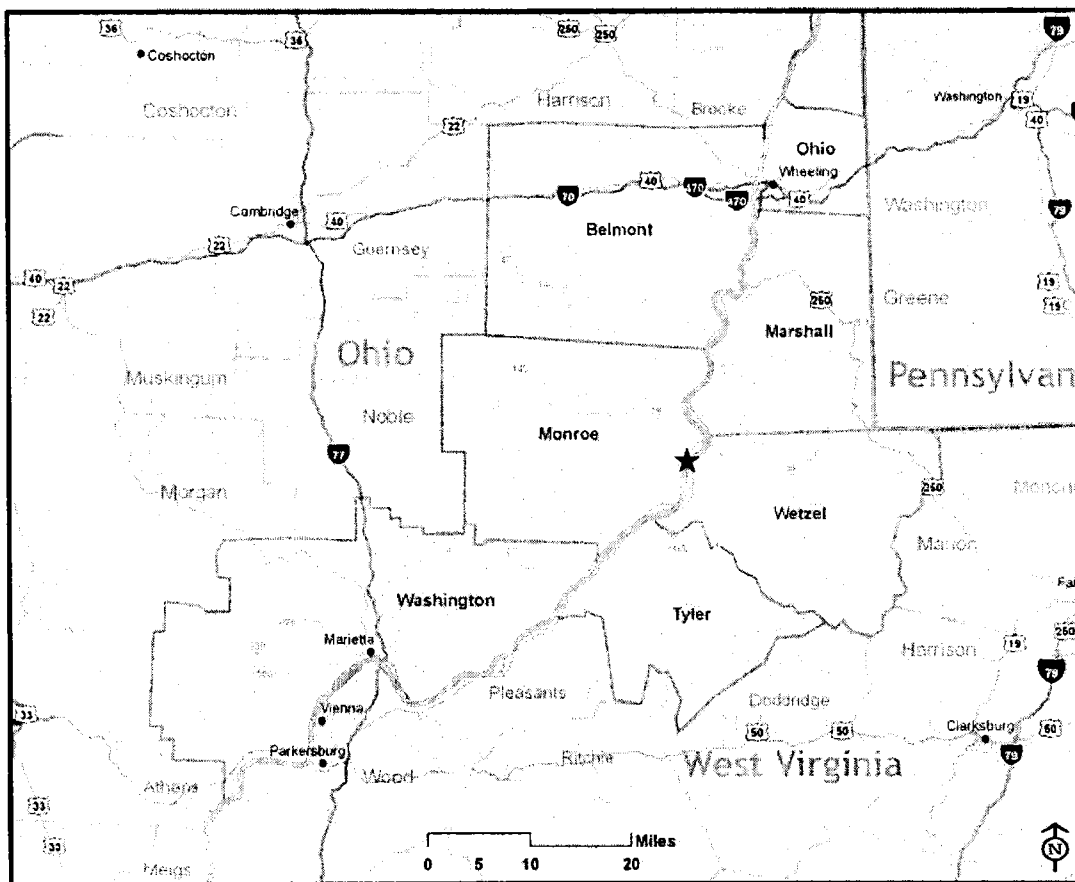 36
36
250
250
79
Coshocton
Coshocton
Harrison
Brooke
Washington
19
40
22
Ohio
Wheeling
40
70
470
470
40
Cambridge
40
Belmont
Washington
79
22
Guernsey
40
22
22
250
19
19
Greene
Marshall
Ohio
Pennsylvan
Muskingum
Noble
Monroe
77
Morgan
250
Wetzel
Marion
Washington
Tyler
Marietta
19
250
Harrison
79
Pleasants
Doddridge
33
Vienna
50
50
Clarksburg
50
Parkersburg
79
Ritchie
West Virginia
Athens
Wood
33
33
Miles
0 5 10 20
N
Meigs